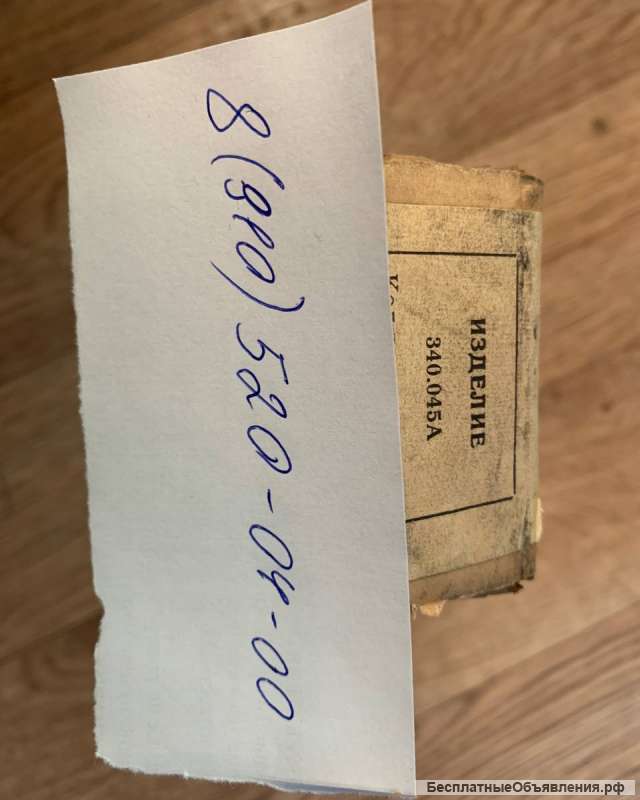 8 (910) 520-04-00
ИЗДЕЛИЕ
340.045А
БесплатныеОбъявления.рф